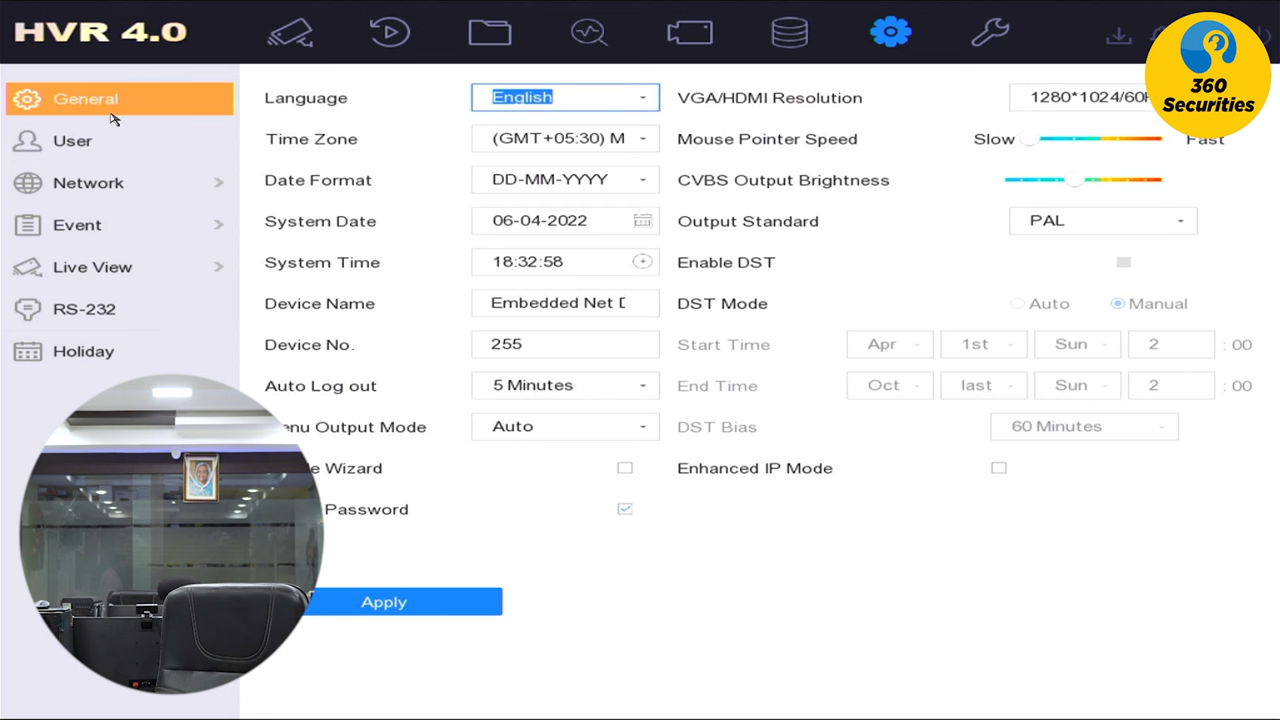 HVR 4.0
360
Securities
General
User
Network
Event
Live View
RS-232
Holiday
Language English
Time Zone (GMT+05:30) M
Date Format DD-MM-YYYY
System Date 06-04-2022
System Time 18:32:58
Device Name Embedded Net D
Device No. 255
Auto Log out 5 Minutes
enu Output Mode Auto
Wizard
Password
Apply
VGA/HDMI Resolution 1280*1024/60
Mouse Pointer Speed Slow Fast
CVBS Output Brightness
Output Standard PAL
Enable DST
DST Mode Auto Manual
Start Time Apr 1st Sun 2 : 00
End Time Oct last Sun 2 : 00
DST Bias 60 Minutes
Enhanced IP Mode